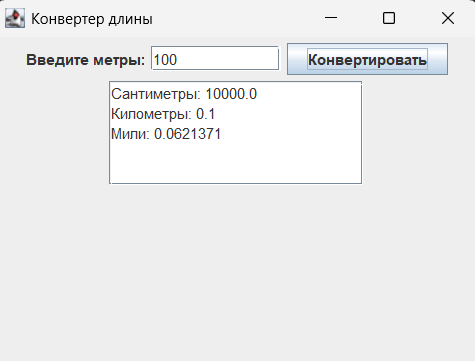 Конвертер длины
Введите метры: 100 Конвертировать
Сантиметры: 10000.0
Километры: 0.1
Мили: 0.0621371